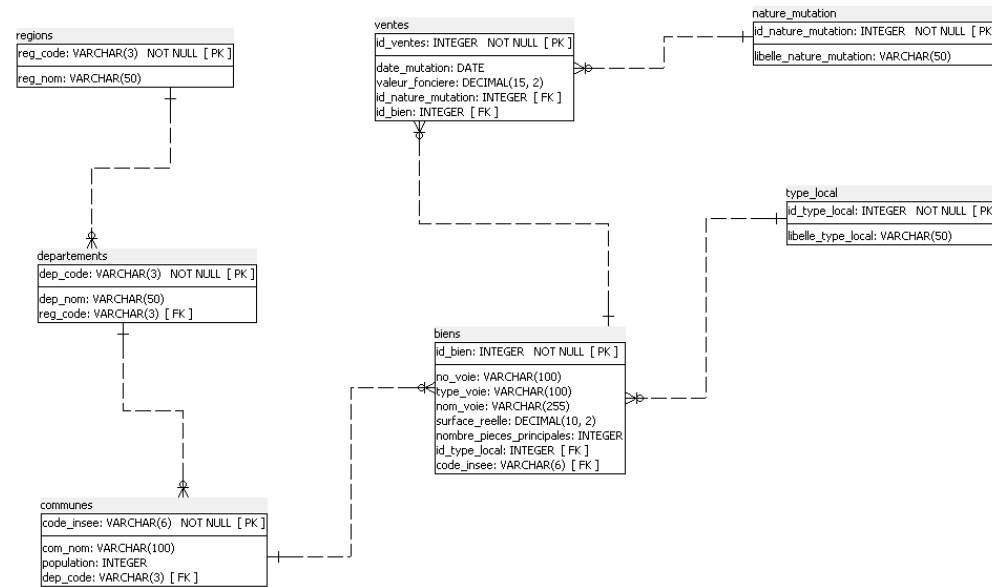 regions
reg_code: VARCHAR(3) NOT NULL [ PK ]
reg_nom: VARCHAR(50)
ventes
id_ventes: INTEGER NOT NULL [ PK ]
date_mutation: DATE
valeur_fonciere: DECIMAL(15, 2)
id_nature_mutation: INTEGER [ FK ]
id_bien: INTEGER [ FK ]
nature_mutation
id_nature_mutation: INTEGER NOT NULL [ PK
libelle_nature_mutation: VARCHAR(50)
type_local
id_type_local: INTEGER NOT NULL [ PK
libelle_type_local: VARCHAR(50)
departements
dep_code: VARCHAR(3) NOT NULL [ PK ]
dep_nom: VARCHAR(50)
reg_code: VARCHAR(3) [ FK ]
biens
id_bien: INTEGER NOT NULL [ PK ]
no_voie: VARCHAR(100)
type_voie: VARCHAR(100)
nom_voie: VARCHAR(255)
surface_reelle: DECIMAL(10, 2)
nombre_pieces_principales: INTEGER
id_type_local: INTEGER [ FK ]
code_insee: VARCHAR(6) [ FK ]
communes
code_insee: VARCHAR(6) NOT NULL [ PK ]
com_nom: VARCHAR(100)
population: INTEGER
dep_code: VARCHAR(3) [ FK ]